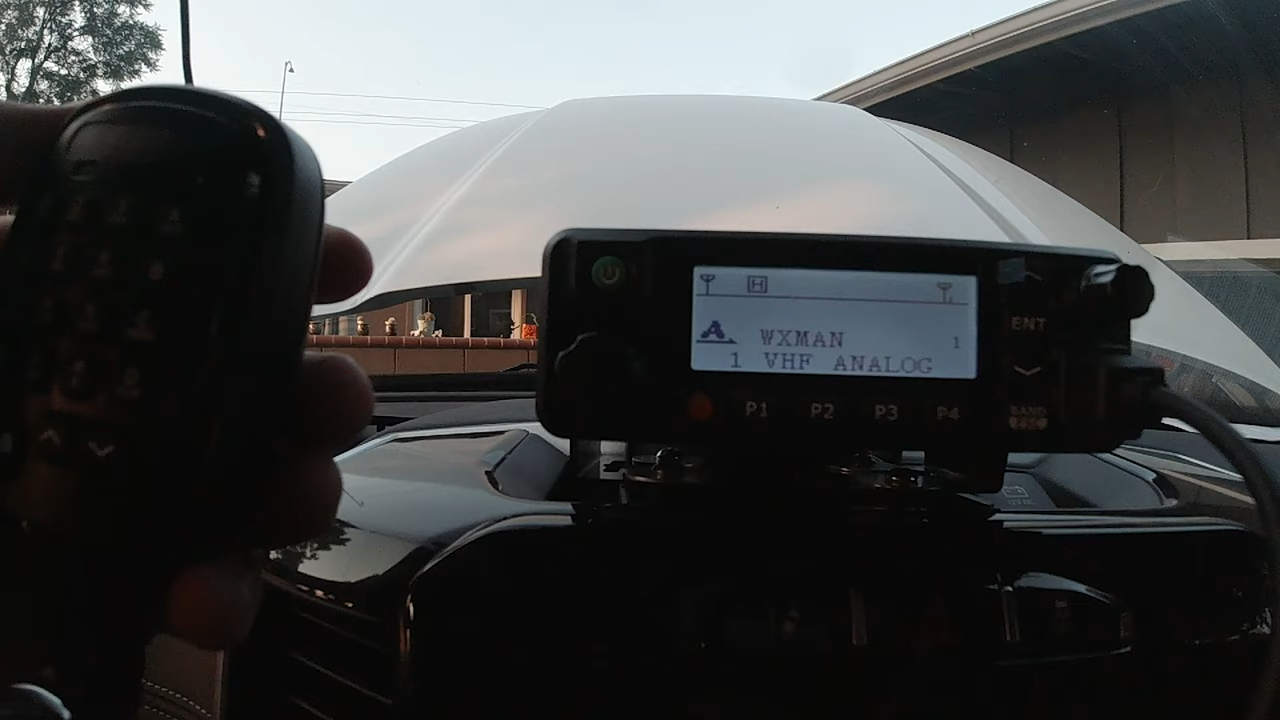 H
A WXMAN 1
1 VHF ANALOG
ENT
P1 P2 P3 P4
BAND